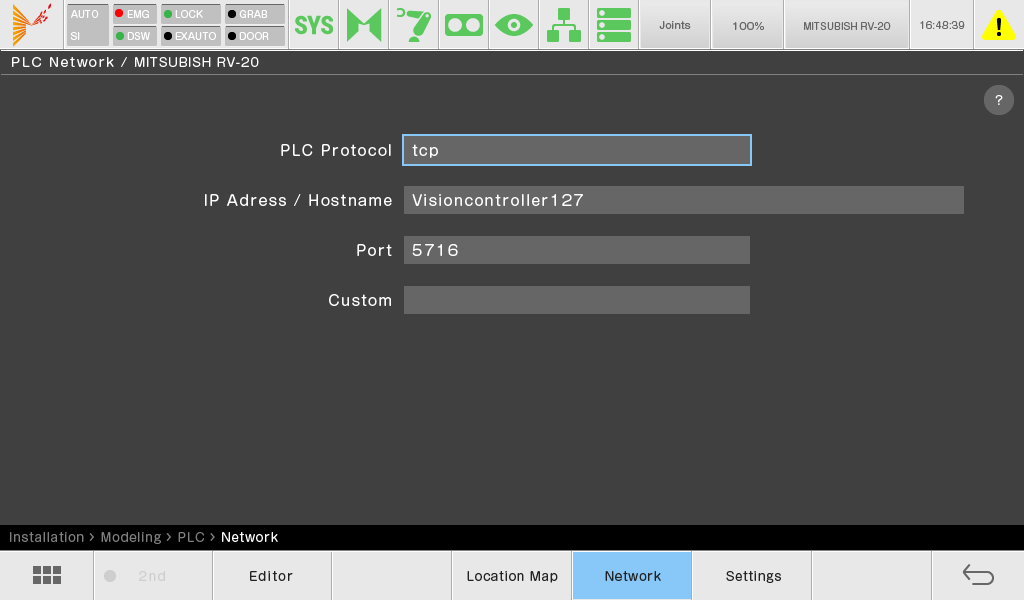 AUTO EMG LOCK GRAB SYS Joints 100% MITSUBISH RV-20 16:48:39
SI DSW EXAUTO DOOR
PLC Network / MITSUBISH RV-20
?
PLC Protocol tcp
IP Adress / Hostname Visioncontroller127
Port 5716
Custom
Installation > Modeling > PLC > Network
2nd Editor Location Map Network Settings